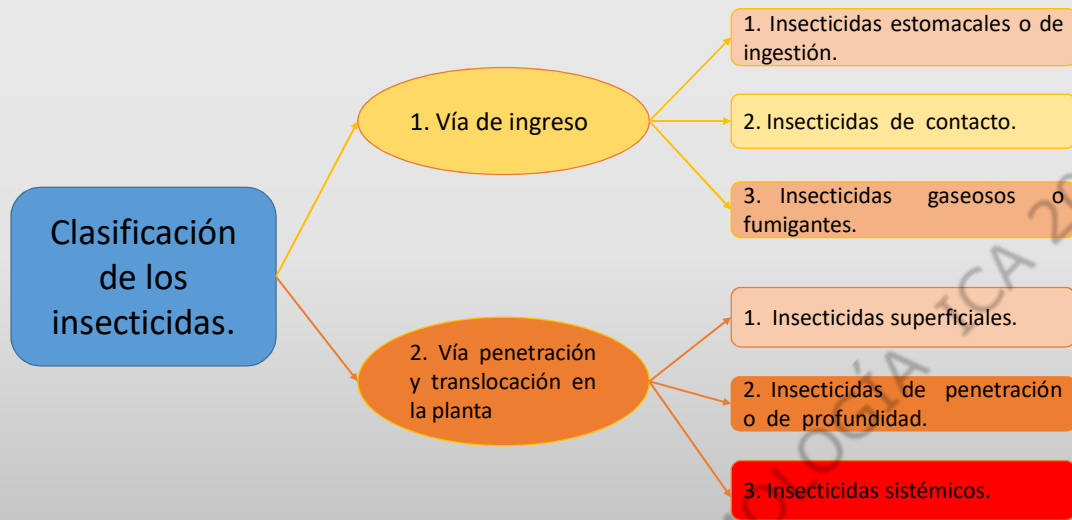 Clasificación
de los
insecticidas.
1. Vía de ingreso
1. Insecticidas estomacales o de
ingestión.
2. Insecticidas de contacto.
3. Insecticidas gaseosos o
fumigantes.
2. Vía penetración
y translocación en
la planta
1. Insecticidas superficiales.
2. Insecticidas de penetración
o de profundidad.
3. Insecticidas sistémicos.
ICA